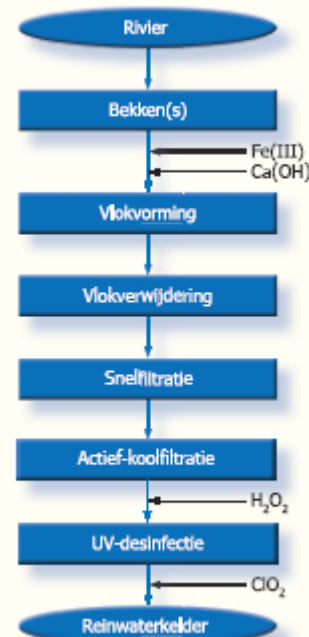 Rivier
Bekken(s)
Fe(III)
Ca(OH)
Vlokvorming
Vlokverwijdering
Snelfiltratie
Actief-koolfiltratie
H₂O₂
UV-desinfectie
ClO₂
Reinwaterkelder